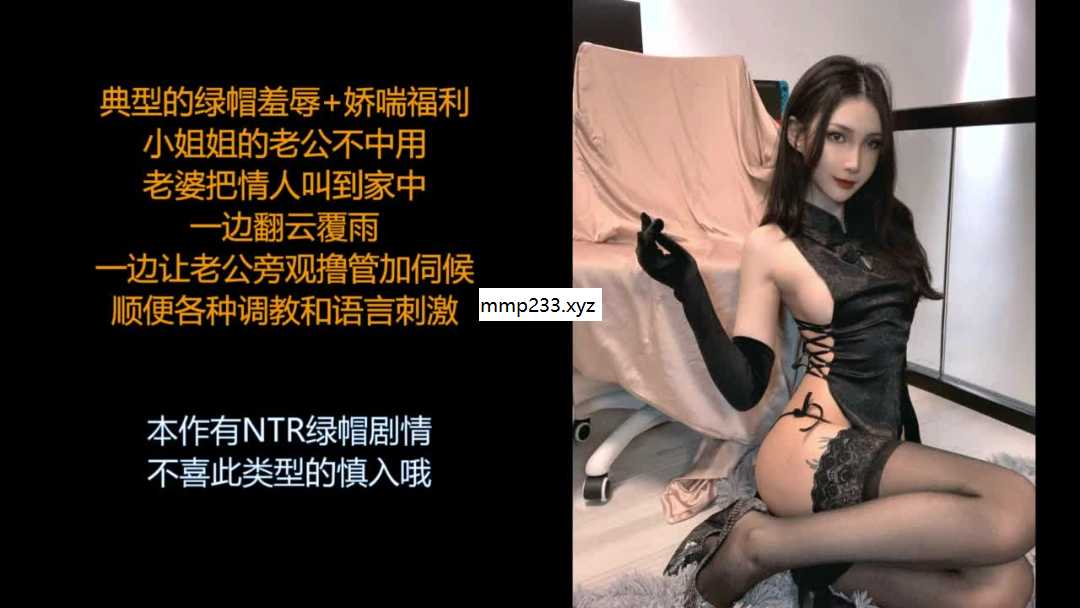 典型的绿帽羞辱+娇喘福利
小姐姐的老公不中用
老婆把情人叫到家中
一边翻云覆雨
一边让老公旁观撸管加伺候
顺便各种调教和语言刺激
mmp233.xyz
本作有NTR绿帽剧情
不喜此类型的慎入哦